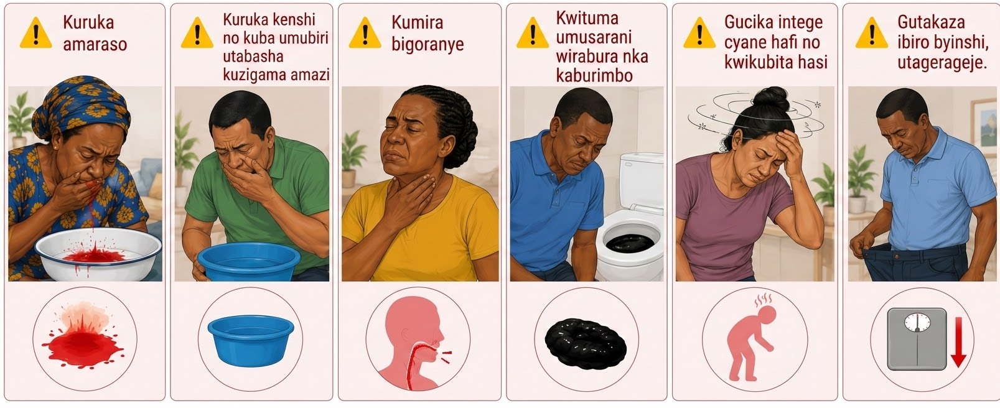 Kuruka
amaraso
Kuruka kenshi
no kuba umubiri
utabasha
kuzigama amazi
Kumira
bigoranye
Kwituma
umusarani
wirabura nka
kaburimbo
Gucika intege
cyane hafi no
kwikubita hasi
Gutakaza
ibiro byinshi,
utagerageje.